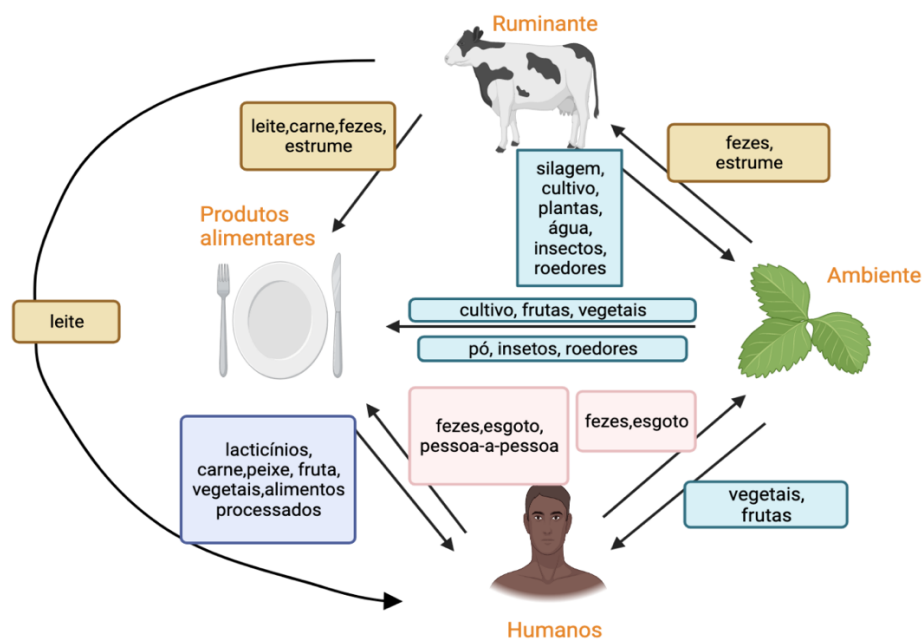 Ruminante
leite,carne,fezes,
estrume
fezes,
estrume
silagem,
cultivo,
plantas,
água,
insectos,
roedores
Produtos
alimentares
Ambiente
leite
cultivo, frutas, vegetais
pó, insetos, roedores
fezes,esgoto,
pessoa-a-pessoa
fezes,esgoto
lacticínios,
carne,peixe, fruta,
vegetais,alimentos
processados
vegetais,
frutas
Humanos